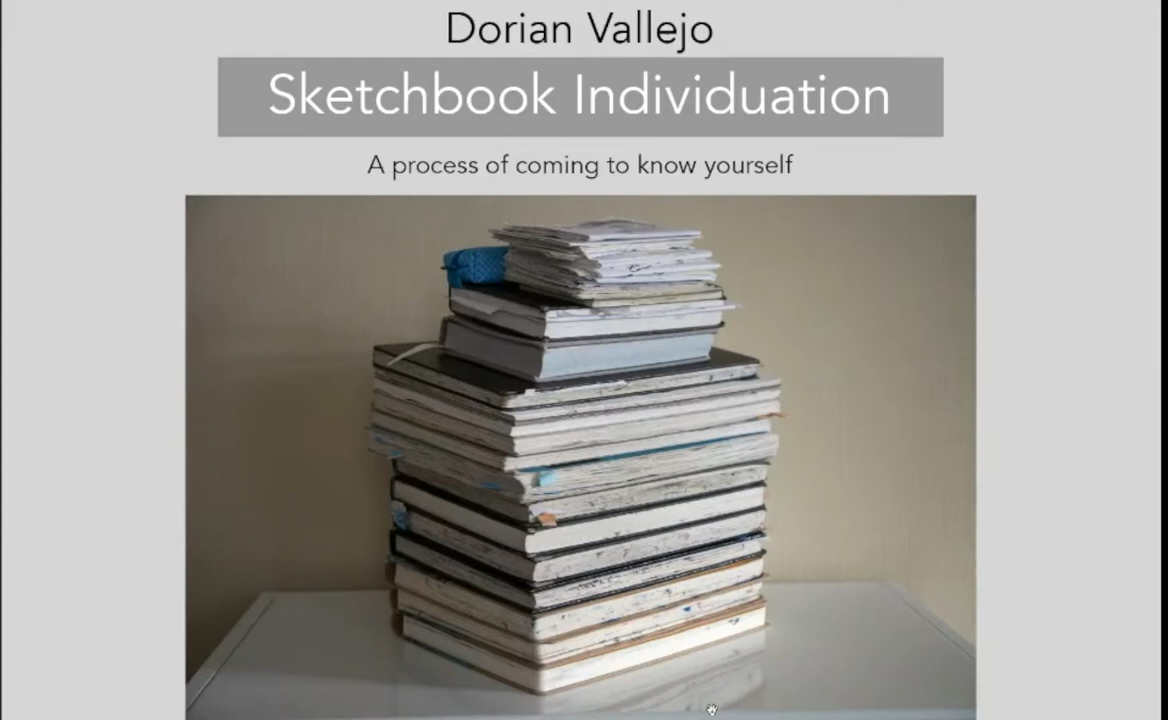 Dorian Vallejo
Sketchbook Individuation
A process of coming to know yourself